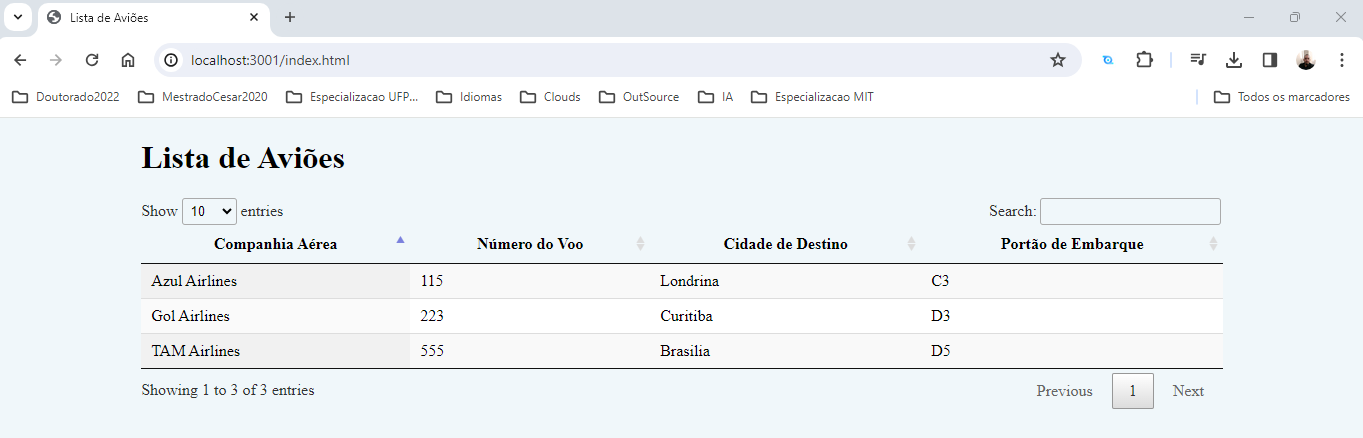 Lista de Aviões
localhost:3001/index.html
Doutorado2022 MestradoCesar2020 Especializacao UFP... Idiomas Clouds OutSource IA Especializacao MIT Todos os marcadores
Lista de Aviões
Show 10 entries Search:
Companhia Aérea Número do Voo Cidade de Destino Portão de Embarque
Azul Airlines 115 Londrina C3
Gol Airlines 223 Curitiba D3
TAM Airlines 555 Brasilia D5
Showing 1 to 3 of 3 entries Previous 1 Next